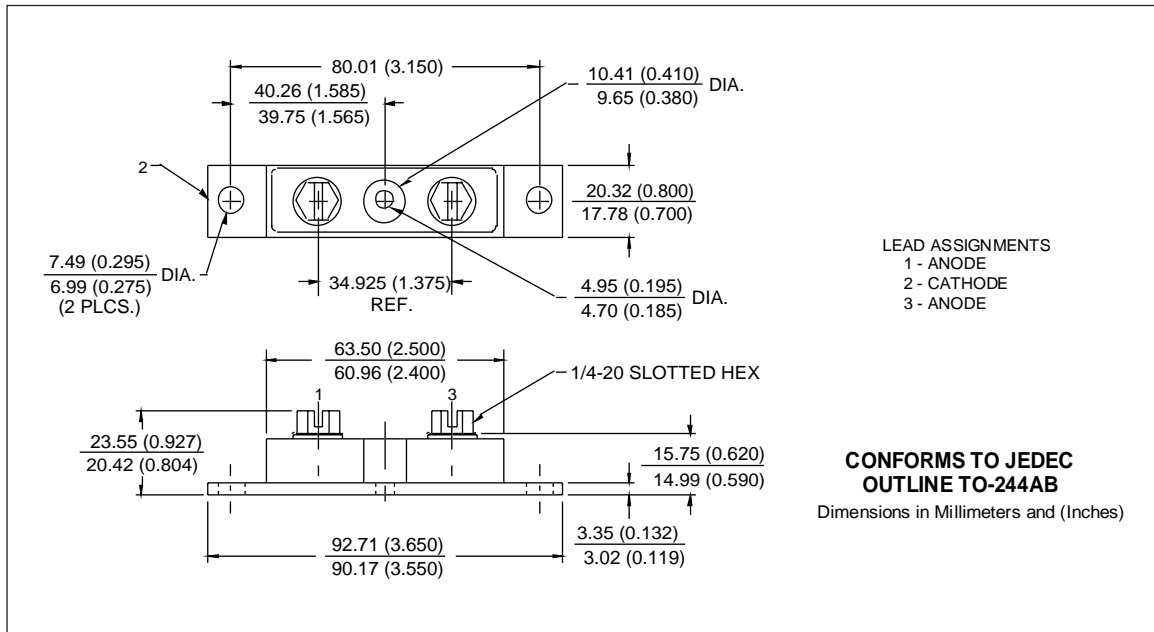 80.01 (3.150)
40.26 (1.585)
39.75 (1.565)
10.41 (0.410)
9.65 (0.380)
DIA.
2
20.32 (0.800)
17.78 (0.700)
7.49 (0.295)
6.99 (0.275)
DIA.
(2 PLCS.)
34.925 (1.375)
REF.
4.95 (0.195)
4.70 (0.185)
DIA.
LEAD ASSIGNMENTS
1 - ANODE
2 - CATHODE
3 - ANODE
63.50 (2.500)
60.96 (2.400)
1/4-20 SLOTTED HEX
1
3
23.55 (0.927)
20.42 (0.804)
15.75 (0.620)
14.99 (0.590)
3.35 (0.132)
3.02 (0.119)
92.71 (3.650)
90.17 (3.550)
CONFORMS TO JEDEC
OUTLINE TO-244AB
Dimensions in Millimeters and (Inches)